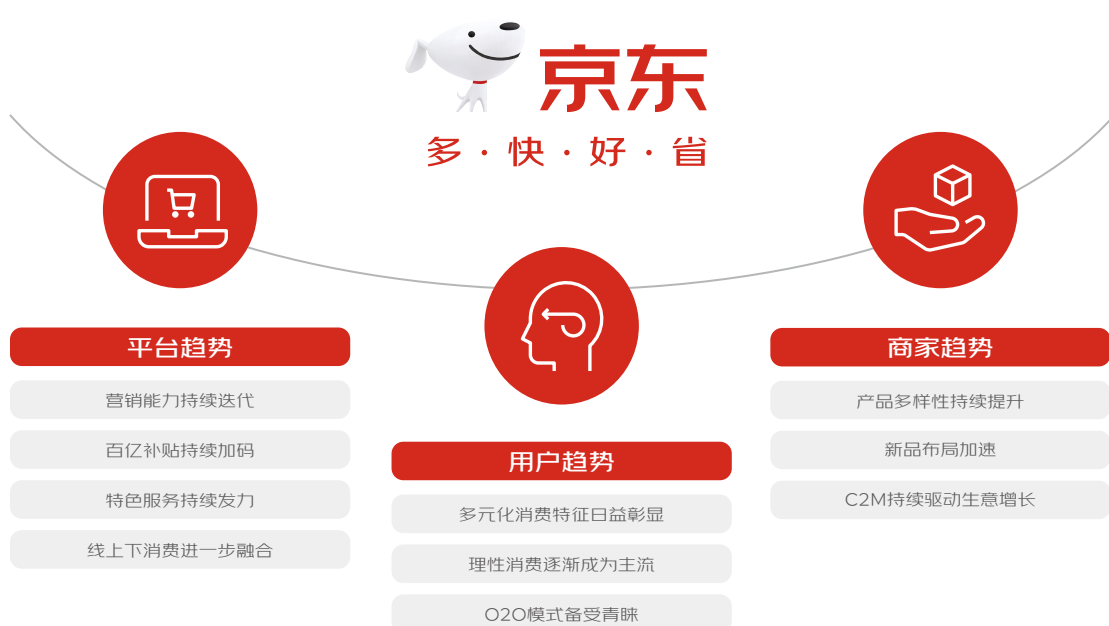 京东
多·快·好·省
平台趋势
营销能力持续迭代
百亿补贴持续加码
特色服务持续发力
线上下消费进一步融合
用户趋势
多元化消费特征日益彰显
理性消费逐渐成为主流
O2O模式备受青睐
商家趋势
产品多样性持续提升
新品布局加速
C2M持续驱动生意增长